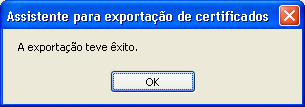 Assistente para exportação de certificados
A exportação teve êxito.
OK